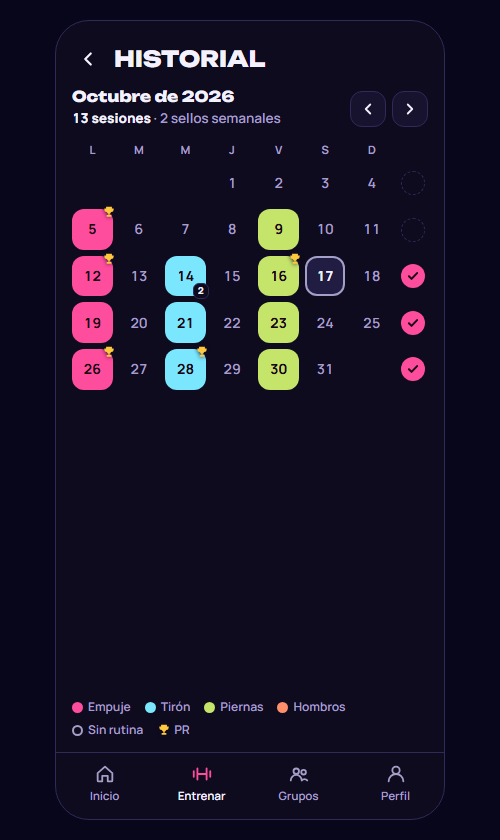 HISTORIAL
Octubre de 2026
13 sesiones · 2 sellos semanales
L M M J V S D
1 2 3 4
5 6 7 8 9 10 11
12 13 14 15 16 17 18
2
19 20 21 22 23 24 25
26 27 28 29 30 31
Empuje Tirón Piernas Hombros
Sin rutina PR
Inicio Entrenar Grupos Perfil